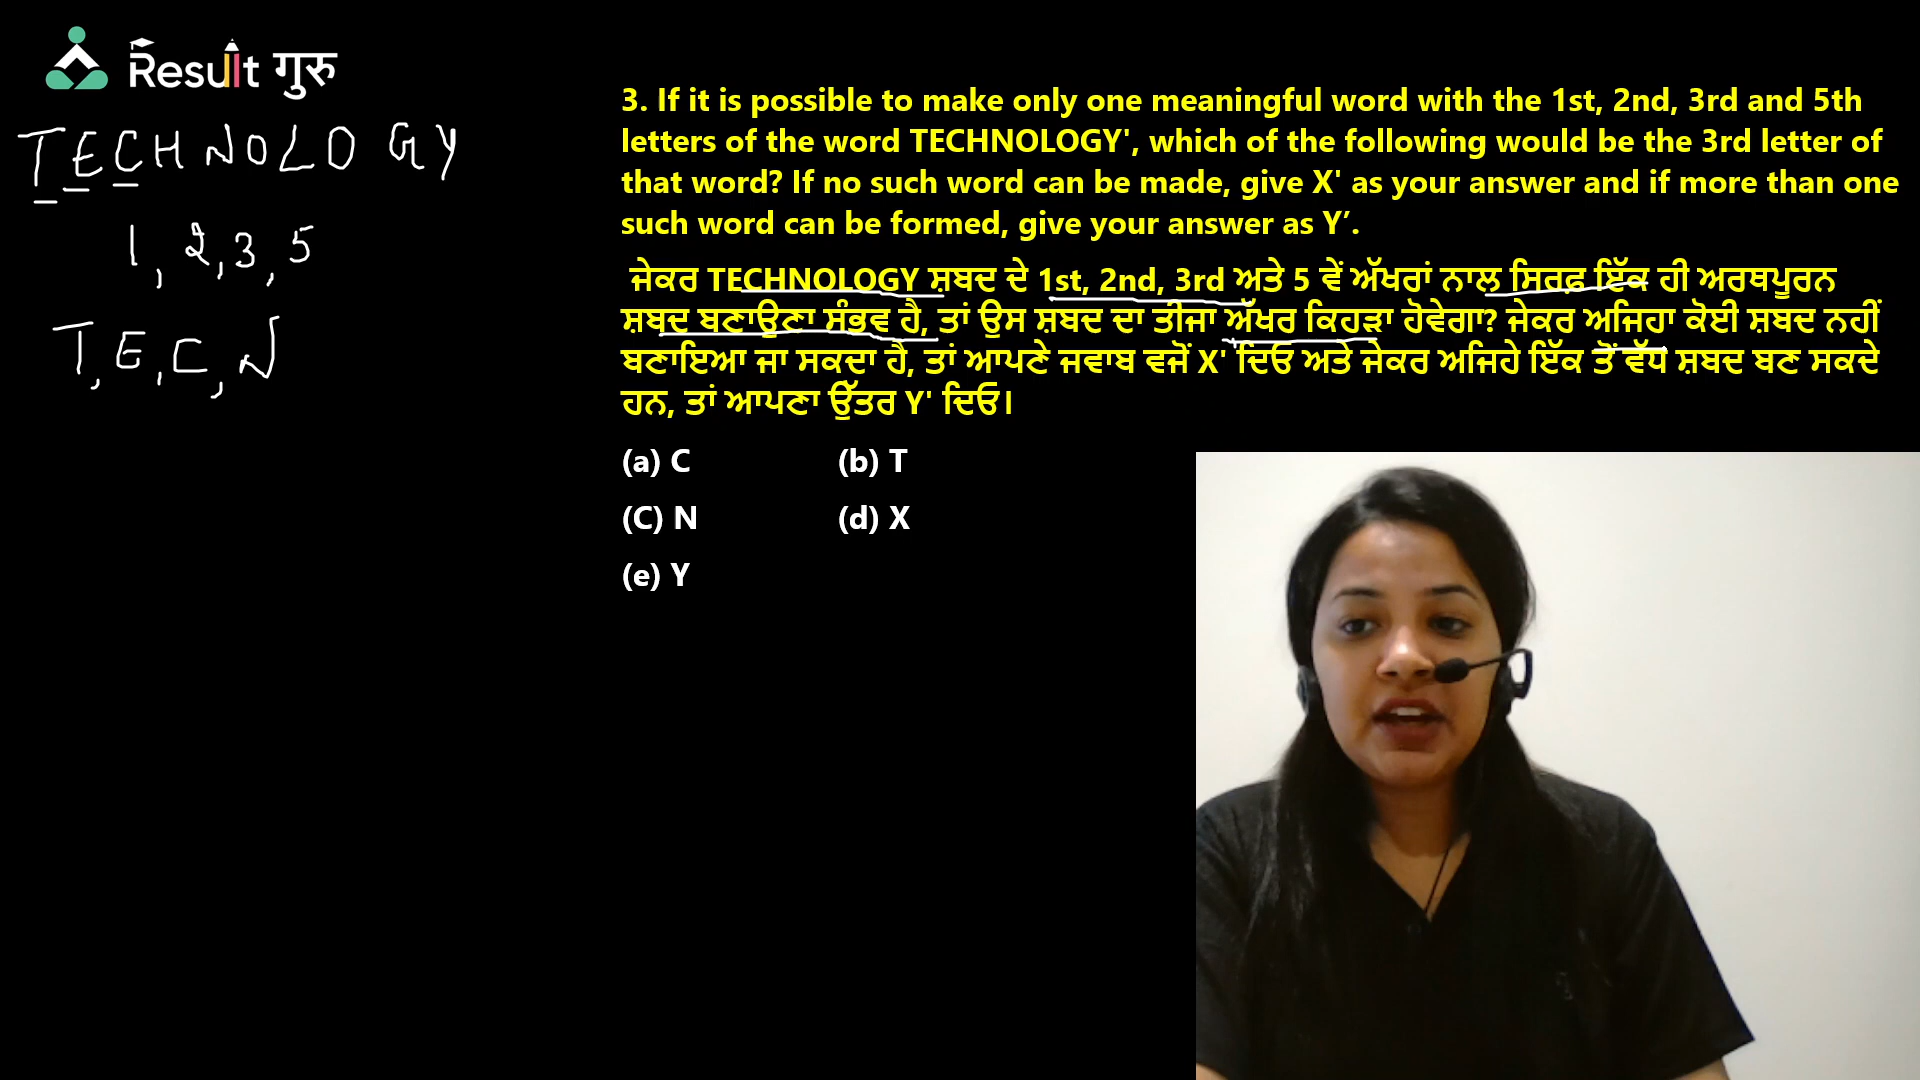 Result गुरु
TECHNOLOGY
1, 2, 3, 5
T, E, C, N
3. If it is possible to make only one meaningful word with the 1st, 2nd, 3rd and 5th
letters of the word TECHNOLOGY', which of the following would be the 3rd letter of
that word? If no such word can be made, give X' as your answer and if more than one
such word can be formed, give your answer as Y’.
ਜੇਕਰ TECHNOLOGY ਸ਼ਬਦ ਦੇ 1st, 2nd, 3rd ਅਤੇ 5 ਵੇਂ ਅੱਖਰਾਂ ਨਾਲ ਸਿਰਫ਼ ਇੱਕ ਹੀ ਅਰਥਪੂਰਨ
ਸ਼ਬਦ ਬਣਾਉਣਾ ਸੰਭਵ ਹੈ, ਤਾਂ ਉਸ ਸ਼ਬਦ ਦਾ ਤੀਜਾ ਅੱਖਰ ਕਿਹੜਾ ਹੋਵੇਗਾ? ਜੇਕਰ ਅਜਿਹਾ ਕੋਈ ਸ਼ਬਦ ਨਹੀਂ
ਬਣਾਇਆ ਜਾ ਸਕਦਾ ਹੈ, ਤਾਂ ਆਪਣੇ ਜਵਾਬ ਵਜੋਂ X' ਦਿਓ ਅਤੇ ਜੇਕਰ ਅਜਿਹੇ ਇੱਕ ਤੋਂ ਵੱਧ ਸ਼ਬਦ ਬਣ ਸਕਦੇ
ਹਨ, ਤਾਂ ਆਪਣਾ ਉੱਤਰ Y' ਦਿਓ।
(a) C (b) T
(C) N (d) X
(e) Y